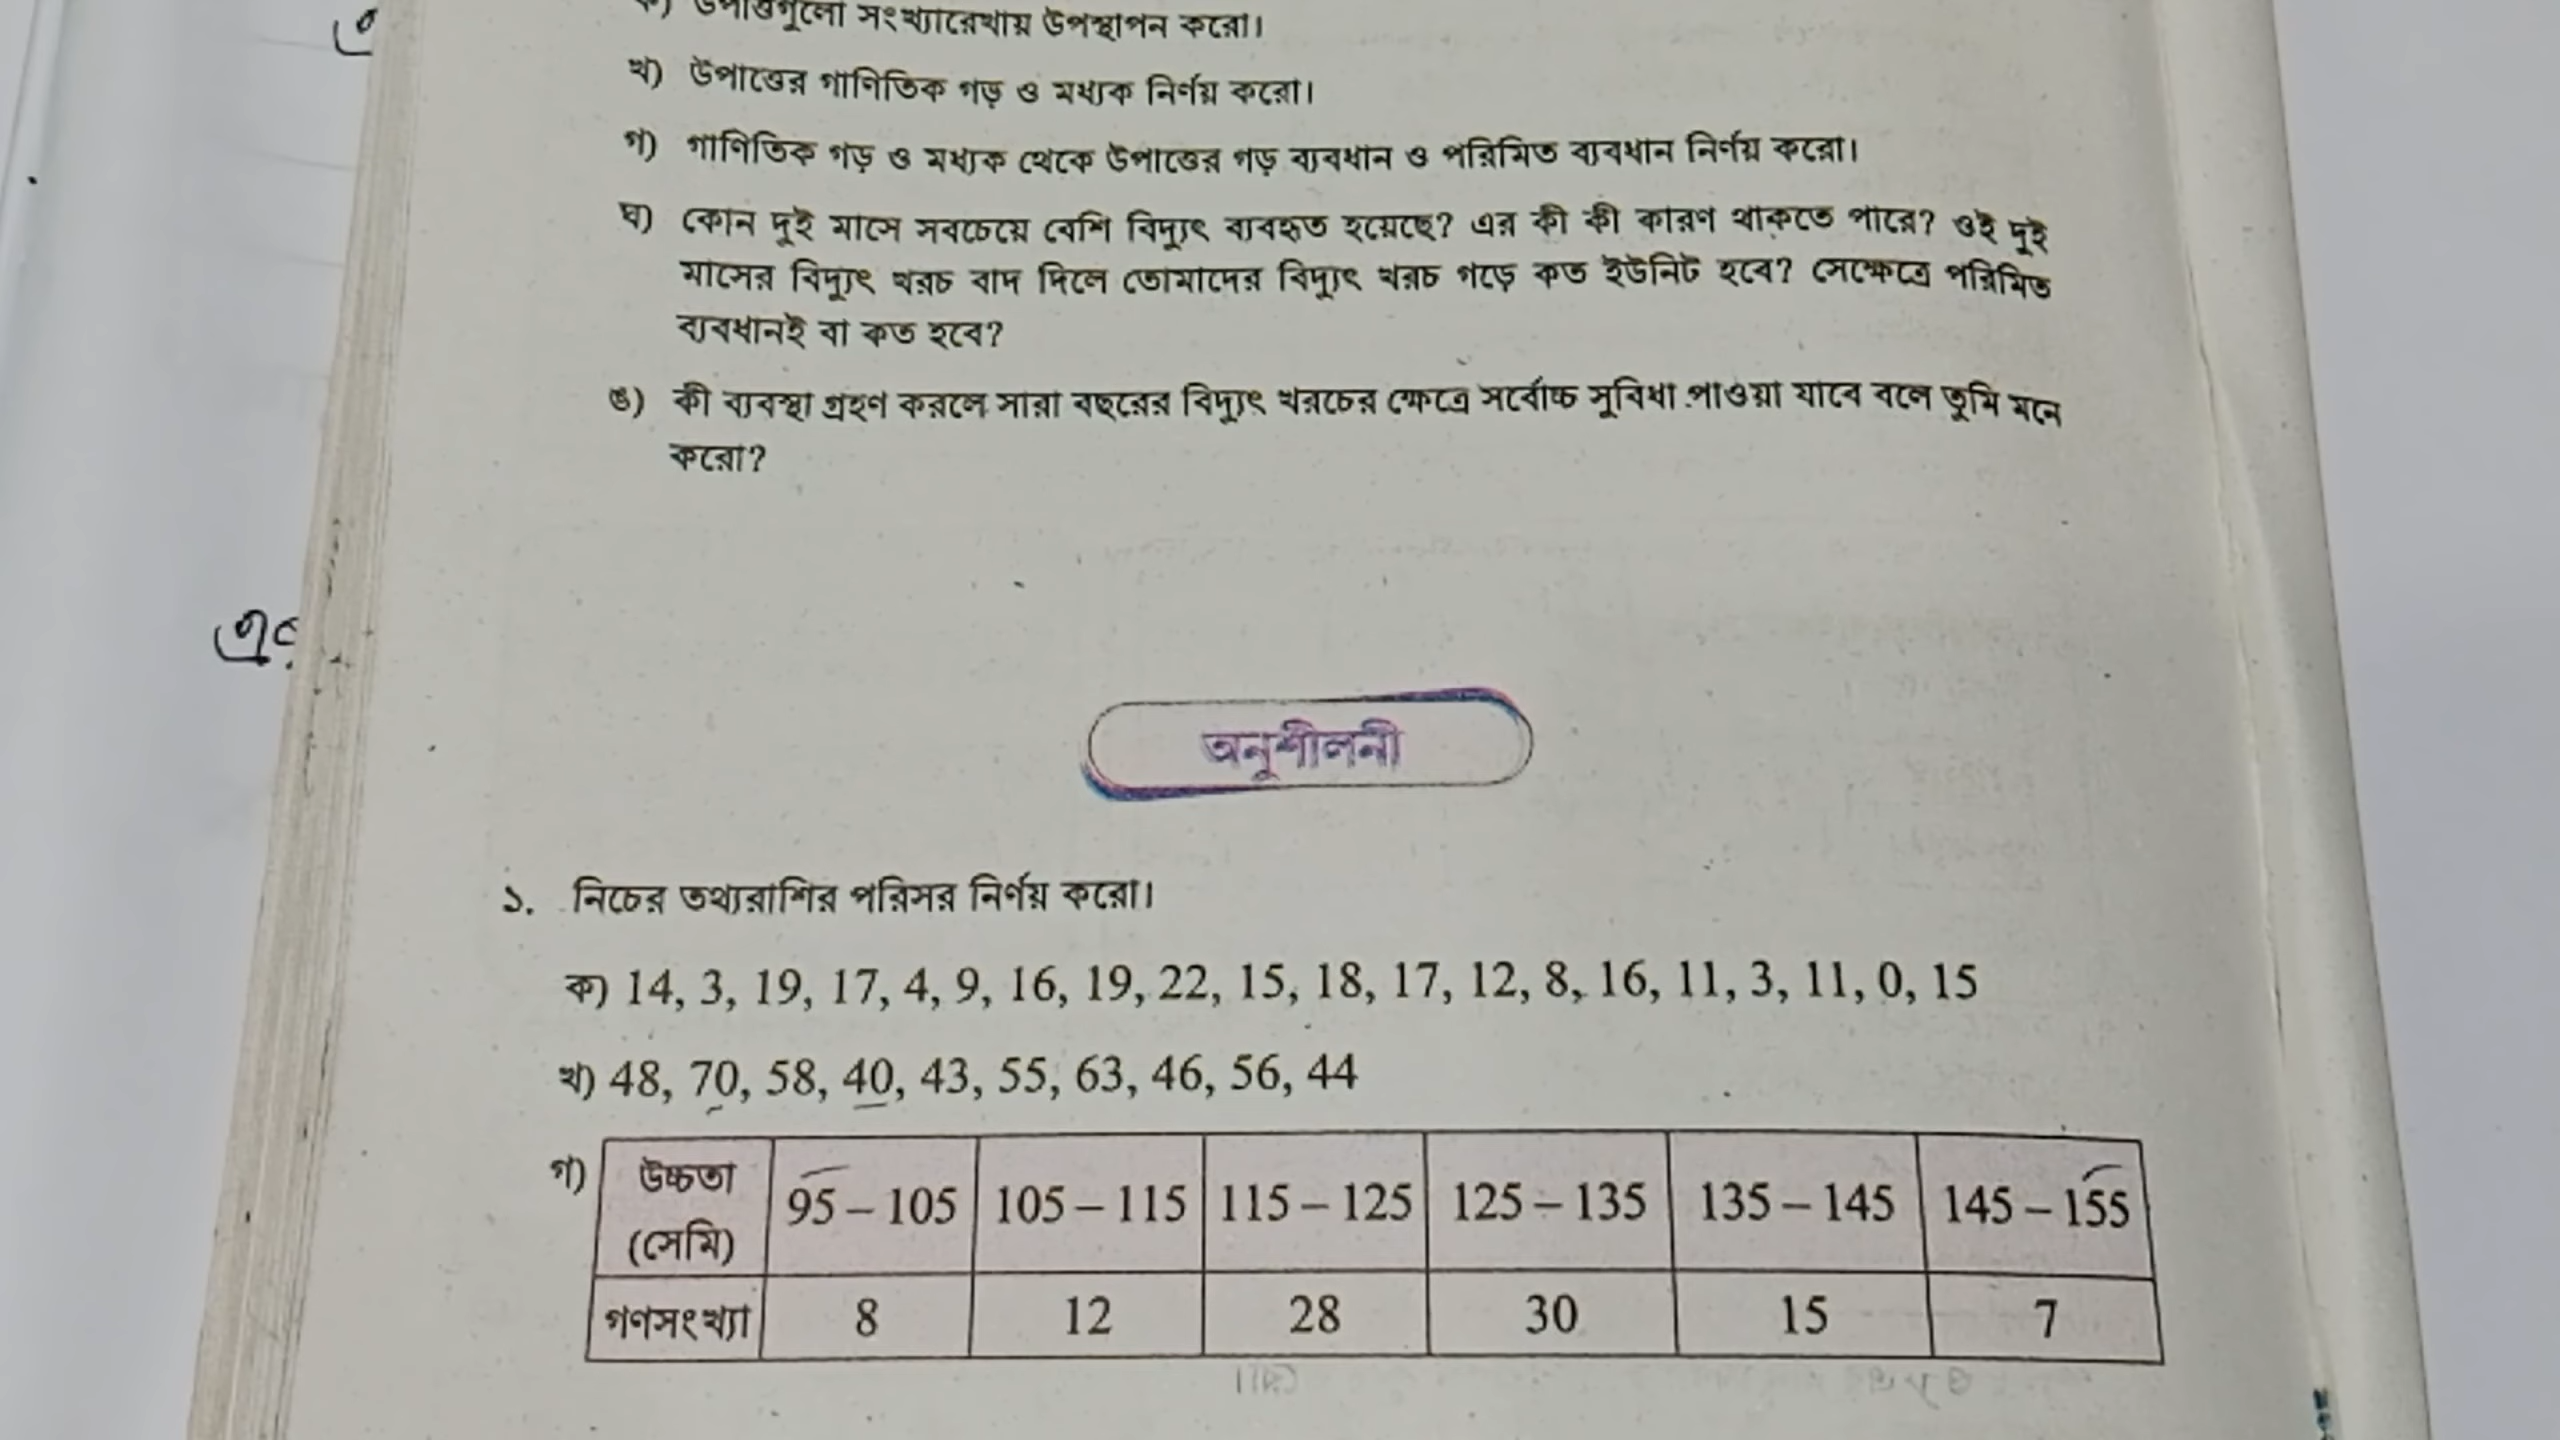 ক) উপাত্তগুলো সংখ্যারেখায় উপস্থাপন করো।
খ) উপাত্তের গাণিতিক গড় ও মধ্যক নির্ণয় করো।
গ) গাণিতিক গড় ও মধ্যক থেকে উপাত্তের গড় ব্যবধান ও পরিমিত ব্যবধান নির্ণয় করো।
ঘ) কোন দুই মাসে সবচেয়ে বেশি বিদ্যুৎ ব্যবহৃত হয়েছে? এর কী কী কারণ থাকতে পারে? ওই দুই
মাসের বিদ্যুৎ খরচ বাদ দিলে তোমাদের বিদ্যুৎ খরচ গড়ে কত ইউনিট হবে? সেক্ষেত্রে পরিমিত
ব্যবধানই বা কত হবে?
ঙ) কী ব্যবস্থা গ্রহণ করলে সারা বছরের বিদ্যুৎ খরচের ক্ষেত্রে সর্বোচ্চ সুবিধা পাওয়া যাবে বলে তুমি মনে
করো?
অনুশীলনী
১. নিচের তথ্যরাশির পরিসর নির্ণয় করো।
ক) 14, 3, 19, 17, 4, 9, 16, 19, 22, 15, 18, 17, 12, 8, 16, 11, 3, 11, 0, 15
খ) 48, 70, 58, 40, 43, 55, 63, 46, 56, 44
গ) উচ্চতা (সেমি) 95 – 105 105 – 115 115 – 125 125 – 135 135 – 145 145 – 155
গণসংখ্যা 8 12 28 30 15 7